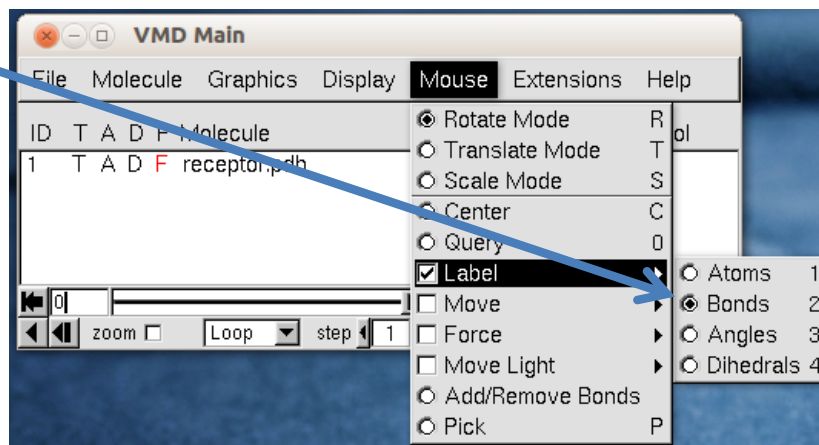 VMD Main
File Molecule Graphics Display Mouse Extensions Help
ID T A D F Molecule
1 T A D F receptor.pdb
Rotate Mode R
Translate Mode T
Scale Mode S
Center C
Query 0
Label
Move
Force
Move Light
Add/Remove Bonds
Pick P
Atoms 1
Bonds 2
Angles 3
Dihedrals 4
0
zoom Loop step 1